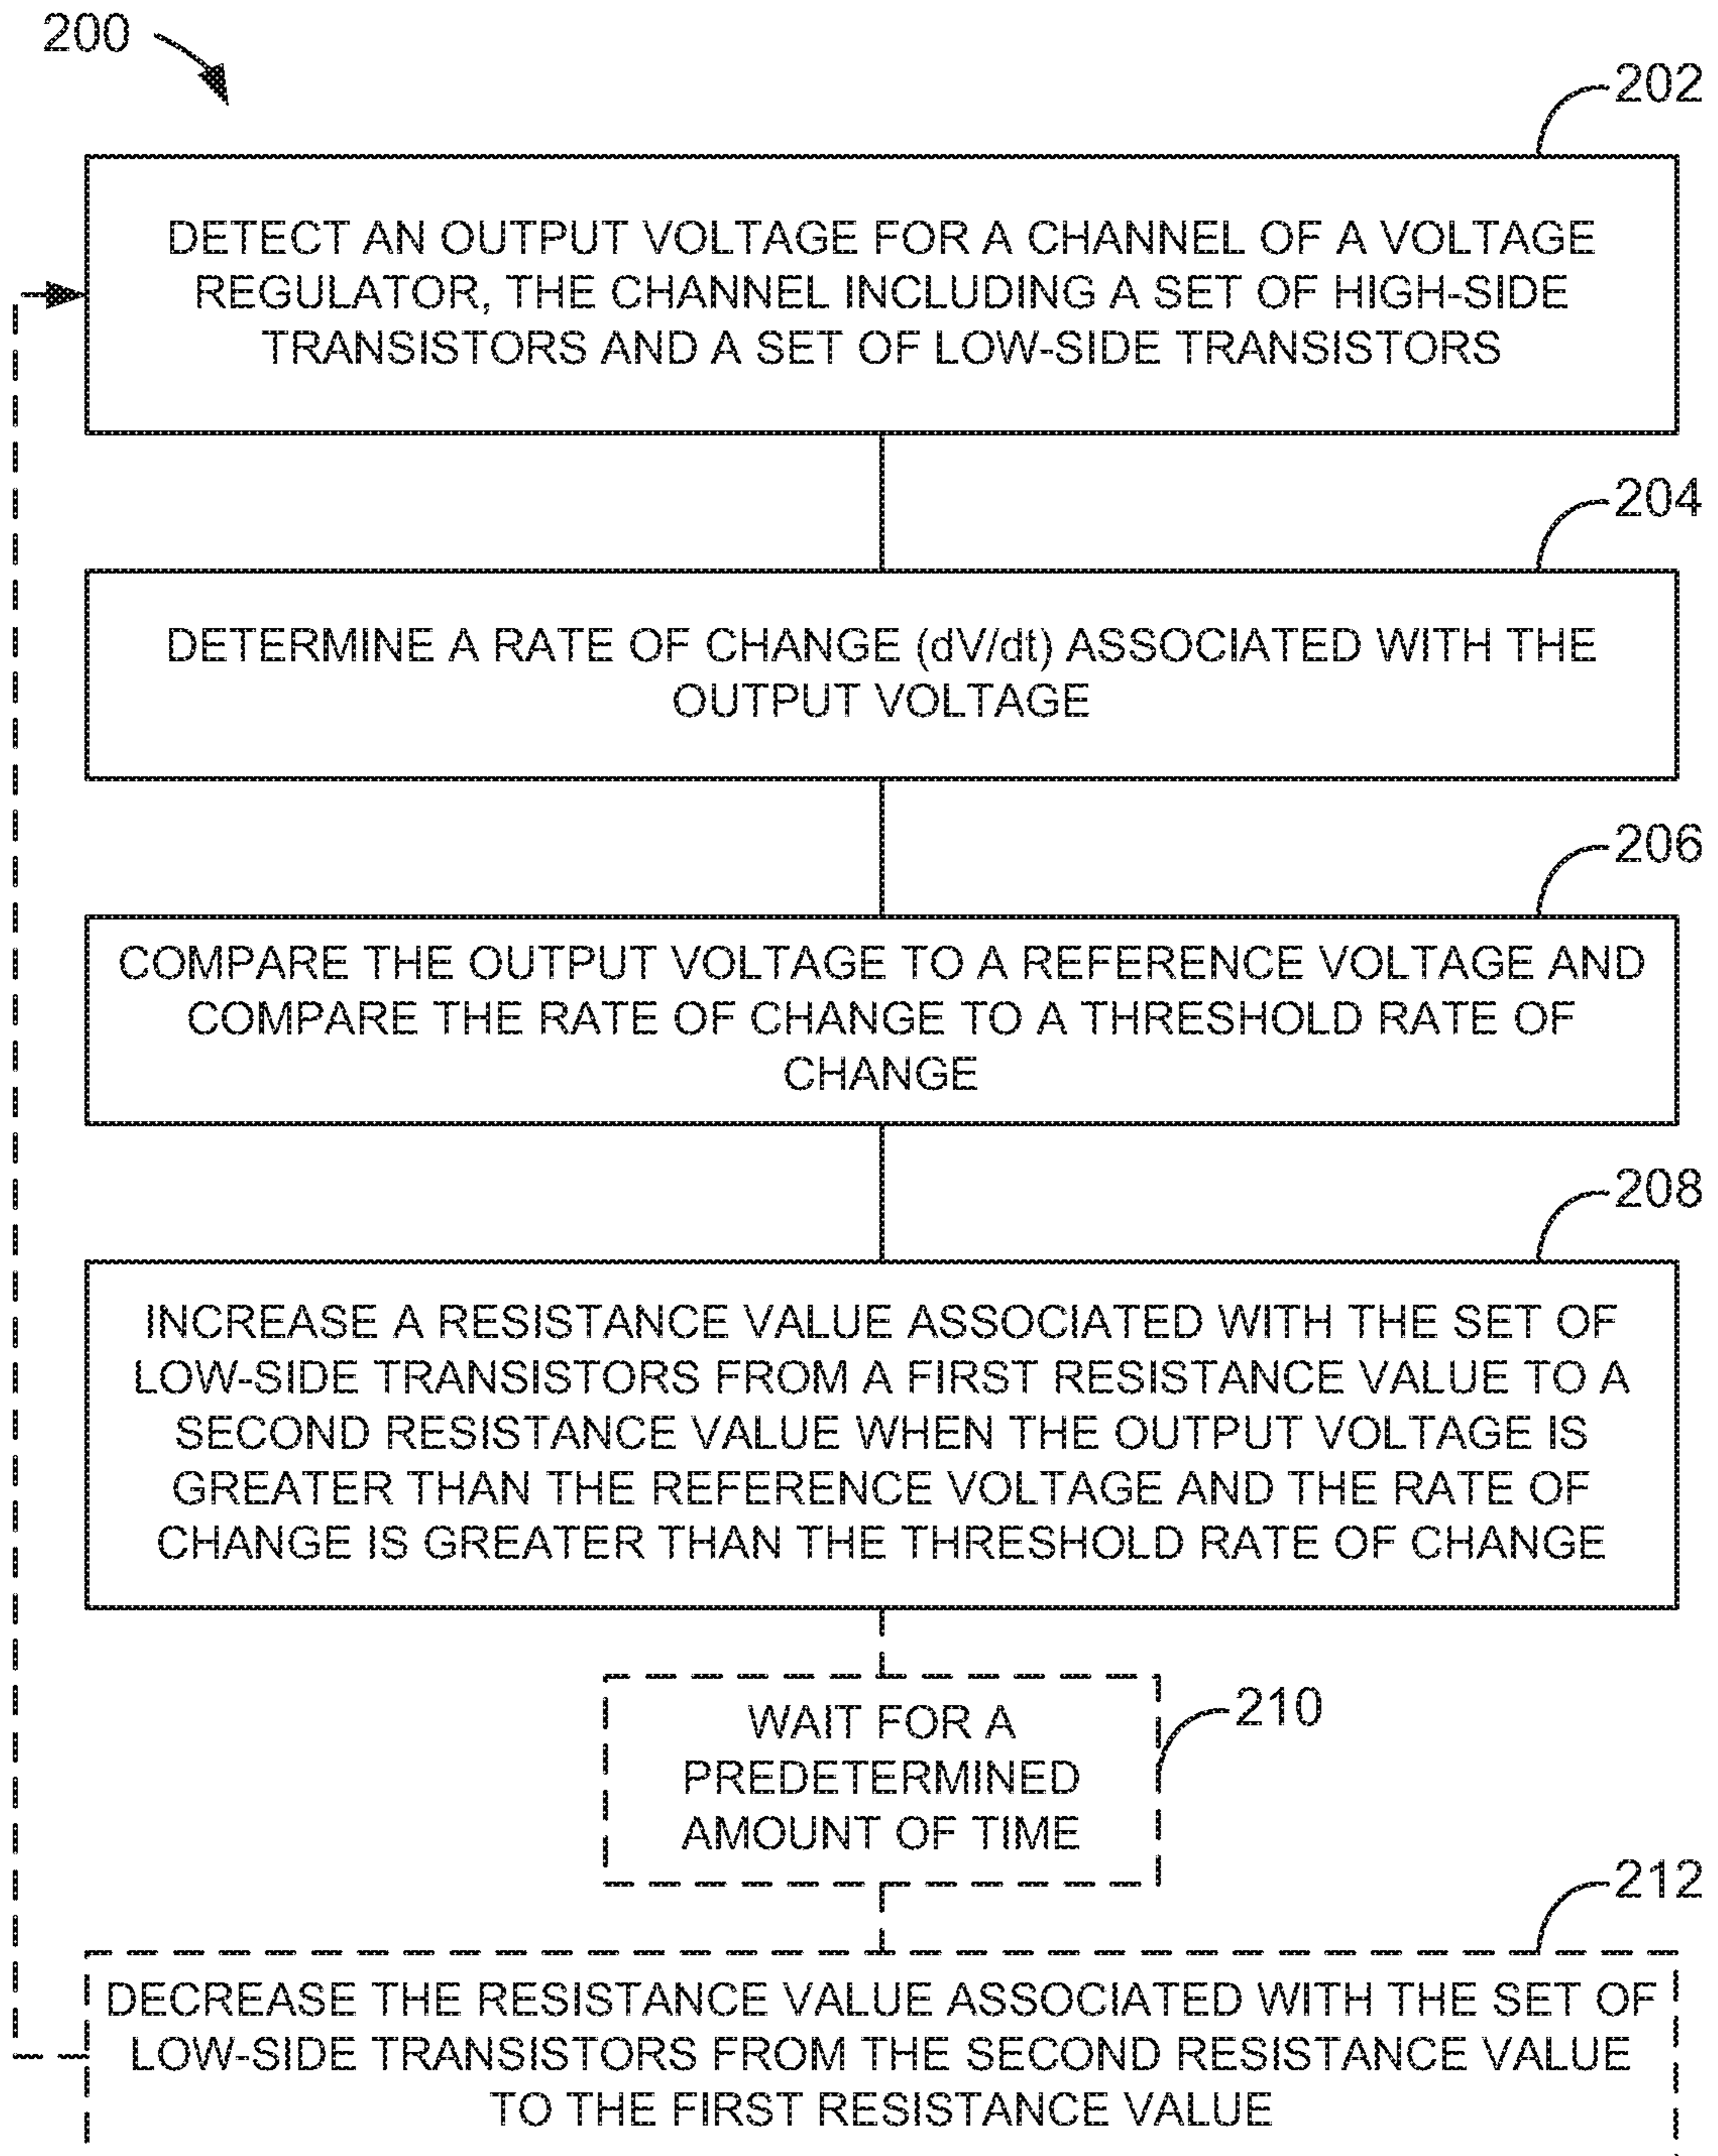 200
202
DETECT AN OUTPUT VOLTAGE FOR A CHANNEL OF A VOLTAGE
REGULATOR, THE CHANNEL INCLUDING A SET OF HIGH-SIDE
TRANSISTORS AND A SET OF LOW-SIDE TRANSISTORS
204
DETERMINE A RATE OF CHANGE (dV/dt) ASSOCIATED WITH THE
OUTPUT VOLTAGE
206
COMPARE THE OUTPUT VOLTAGE TO A REFERENCE VOLTAGE AND
COMPARE THE RATE OF CHANGE TO A THRESHOLD RATE OF
CHANGE
208
INCREASE A RESISTANCE VALUE ASSOCIATED WITH THE SET OF
LOW-SIDE TRANSISTORS FROM A FIRST RESISTANCE VALUE TO A
SECOND RESISTANCE VALUE WHEN THE OUTPUT VOLTAGE IS
GREATER THAN THE REFERENCE VOLTAGE AND THE RATE OF
CHANGE IS GREATER THAN THE THRESHOLD RATE OF CHANGE
210
WAIT FOR A
PREDETERMINED
AMOUNT OF TIME
212
DECREASE THE RESISTANCE VALUE ASSOCIATED WITH THE SET OF
LOW-SIDE TRANSISTORS FROM THE SECOND RESISTANCE VALUE
TO THE FIRST RESISTANCE VALUE